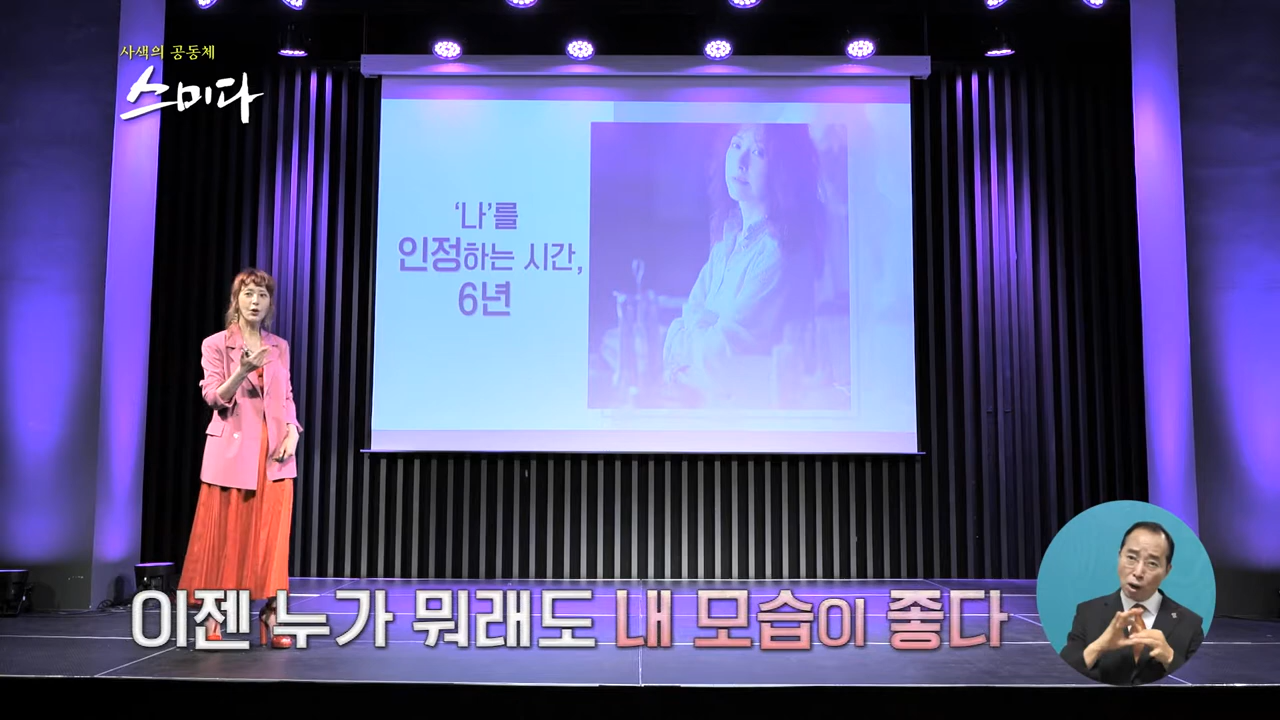 사색의 공동체
스미다
‘나’를
인정하는 시간,
6년
이젠 누가 뭐래도 내 모습이 좋다